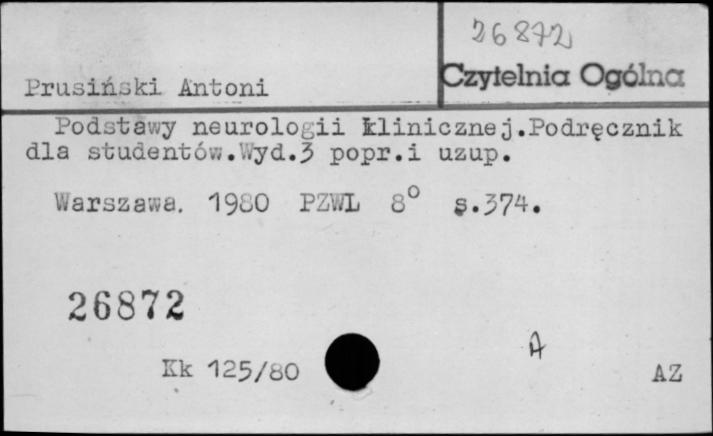 26872
Czytelnia Ogólna
Prusiński Antoni
Podstawy neurologii klinicznej.Podręcznik
dla studentów.Wyd.3 popr.i uzup.
Warszawa. 1980 PZWL 8° s.374.
26872
A
Kk 125/80
AZ